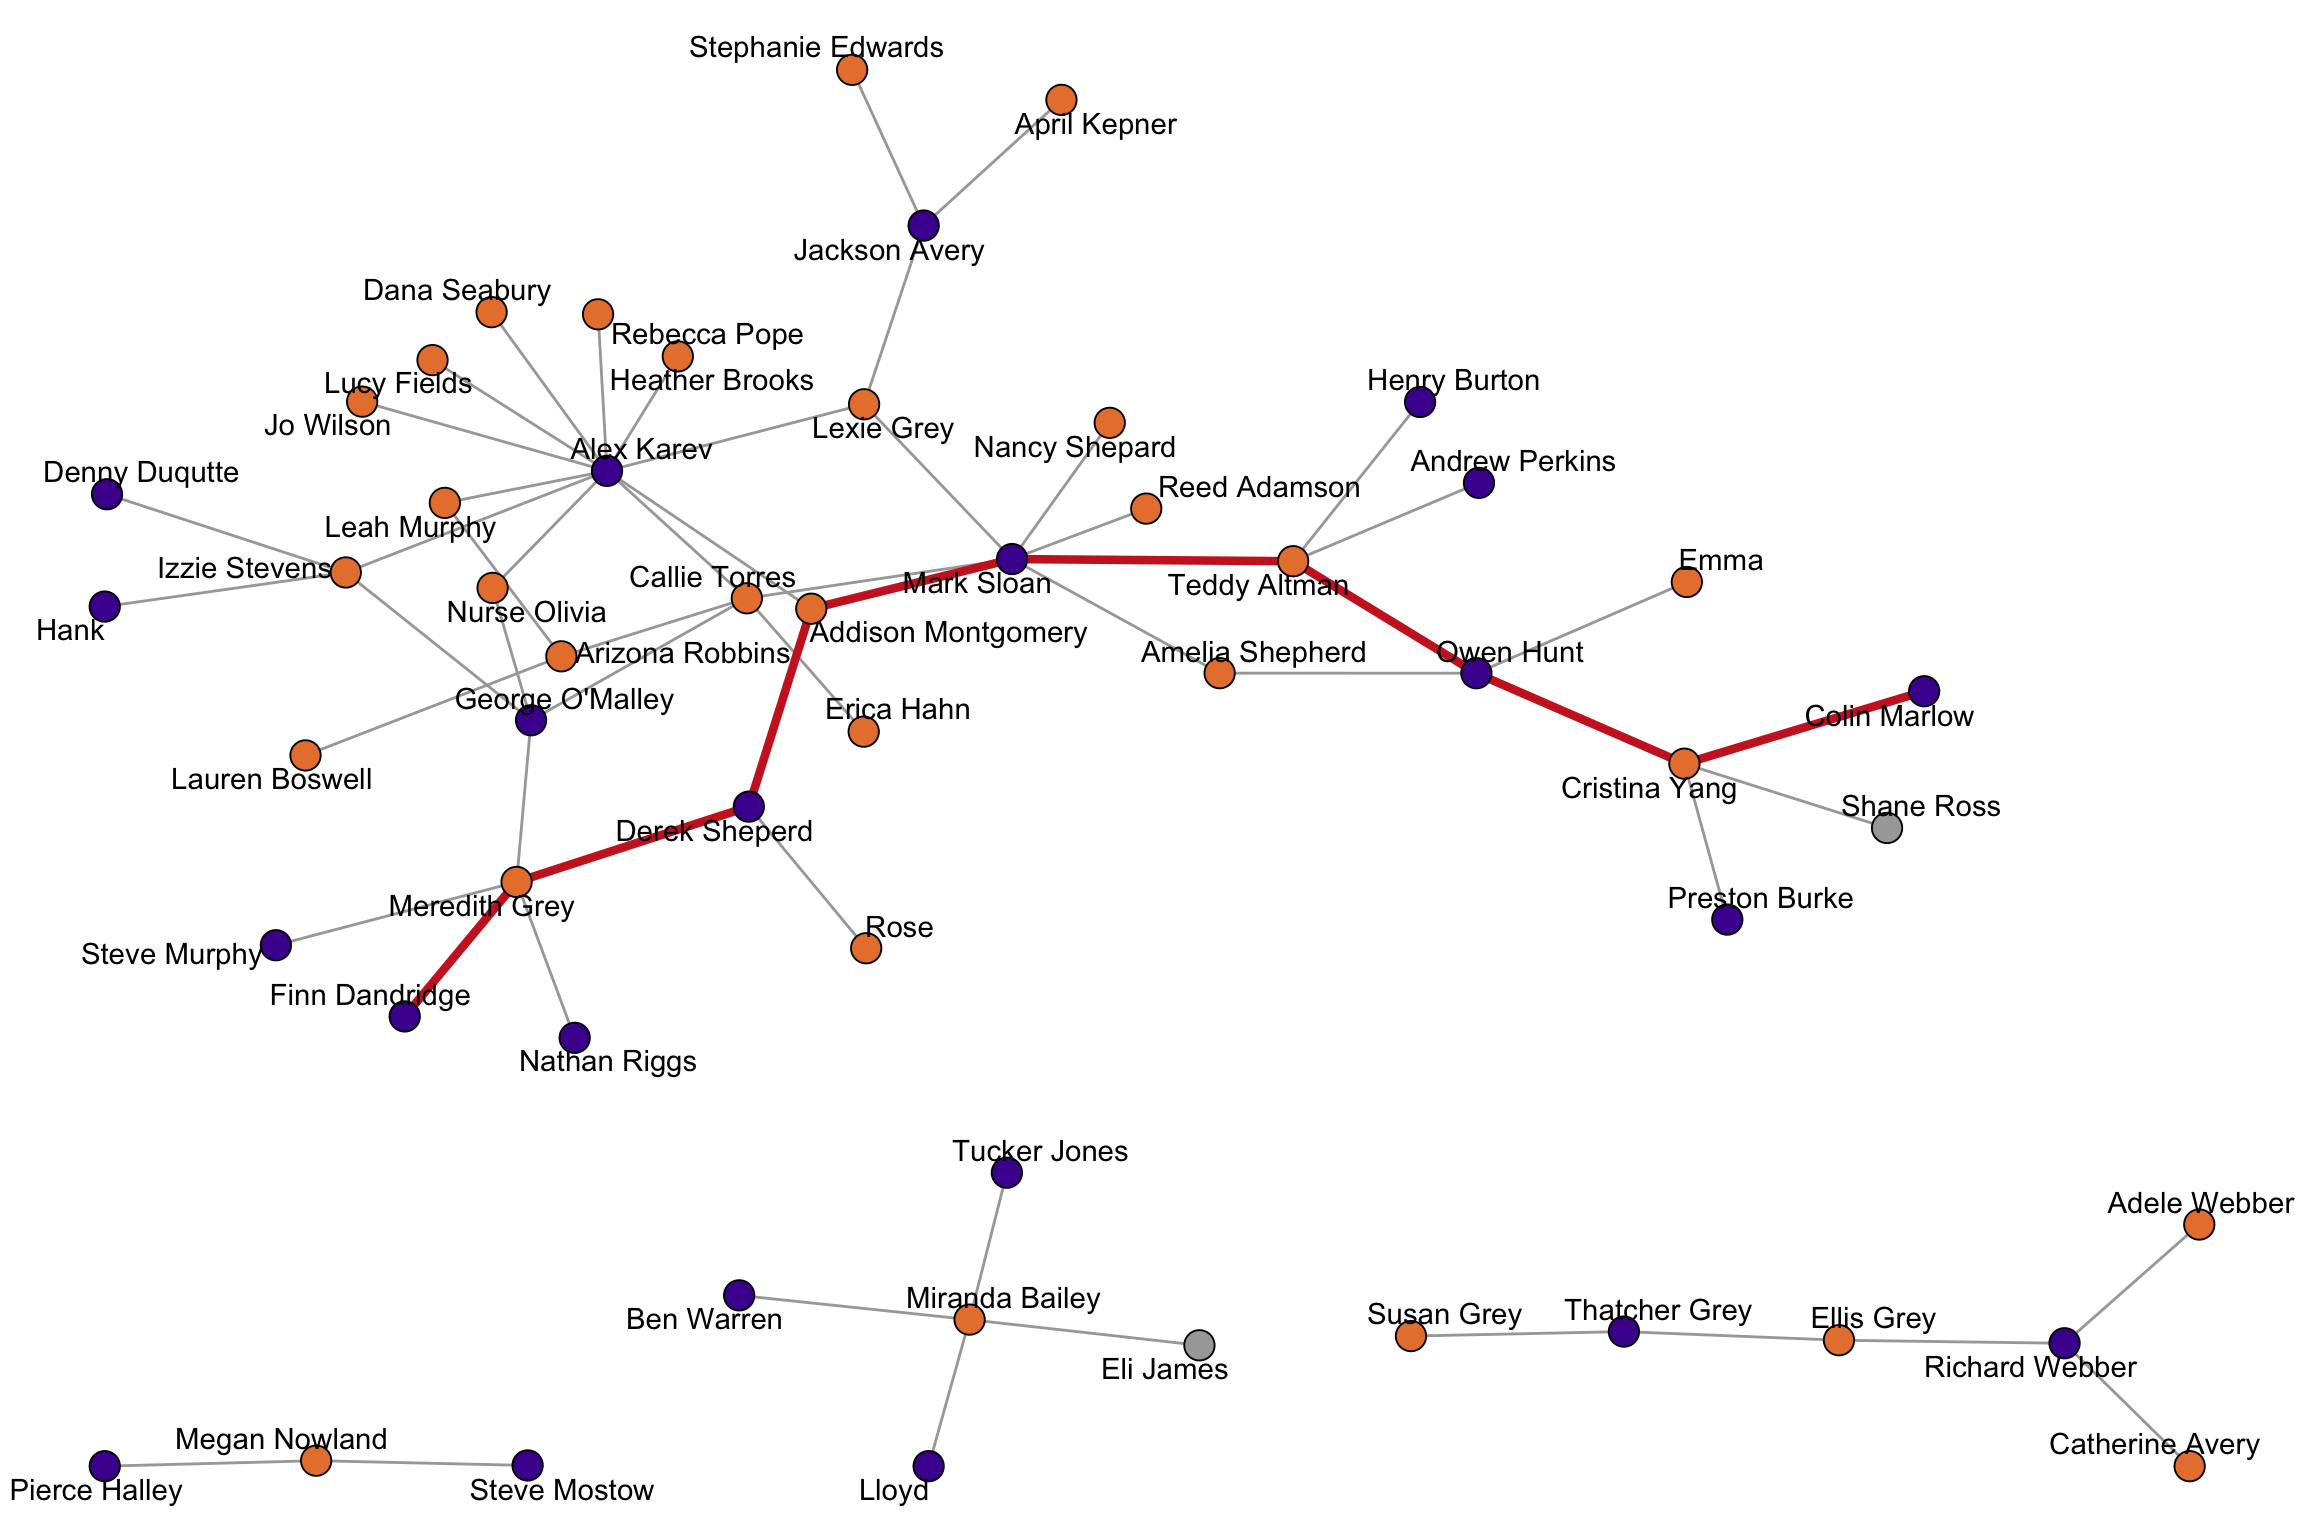 Stephanie Edwards
April Kepner
Jackson Avery
Dana Seabury
Rebecca Pope
Lucy Fields
Heather Brooks
Henry Burton
Jo Wilson
Lexie Grey
Alex Karev
Nancy Shepard
Andrew Perkins
Denny Duqutte
Reed Adamson
Leah Murphy
Izzie Stevens
Callie Torres
Mark Sloan
Teddy Altman
Emma
Nurse Olivia
Hank
Addison Montgomery
Arizona Robbins
Amelia Shepherd
Owen Hunt
George O'Malley
Erica Hahn
Colin Marlow
Lauren Boswell
Cristina Yang
Shane Ross
Derek Sheperd
Preston Burke
Meredith Grey
Rose
Steve Murphy
Finn Dandridge
Nathan Riggs
Tucker Jones
Adele Webber
Miranda Bailey
Ben Warren
Susan Grey
Thatcher Grey
Ellis Grey
Eli James
Richard Webber
Megan Nowland
Catherine Avery
Pierce Halley
Steve Mostow
Lloyd